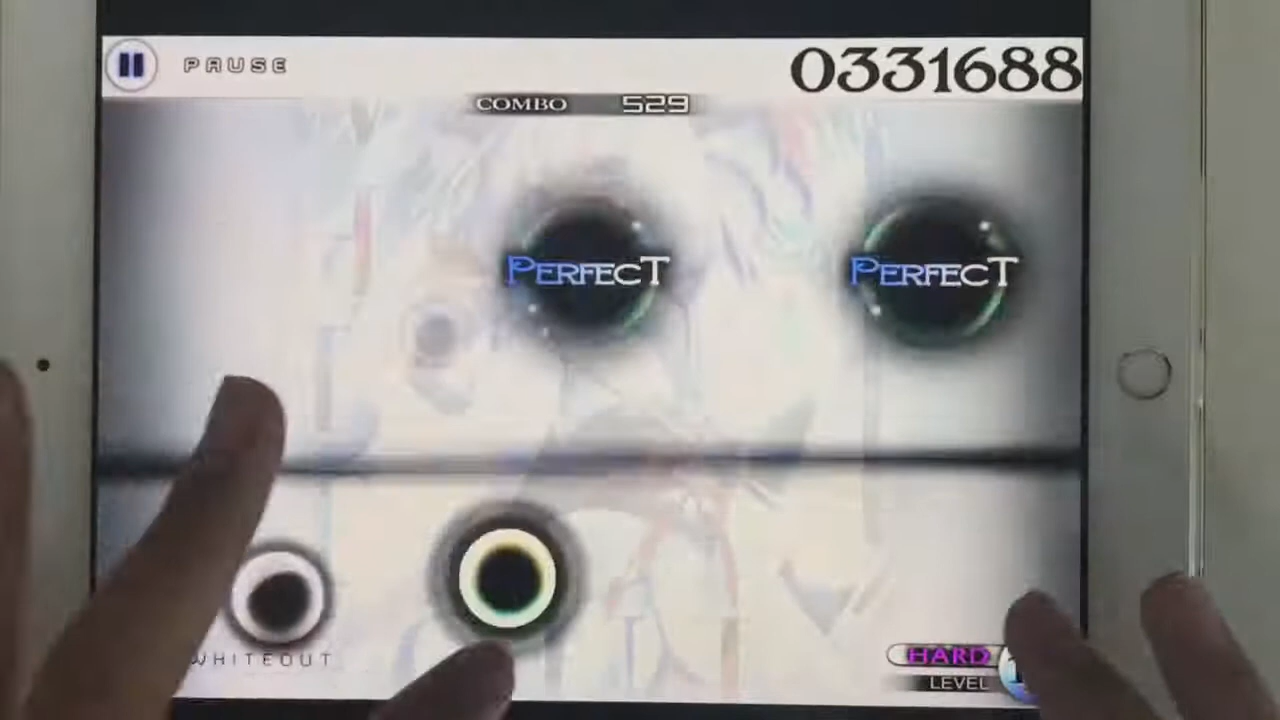 PAUSE
0331688
COMBO 529
PERFECT PERFECT
WHITEOUT
HARD
LEVEL